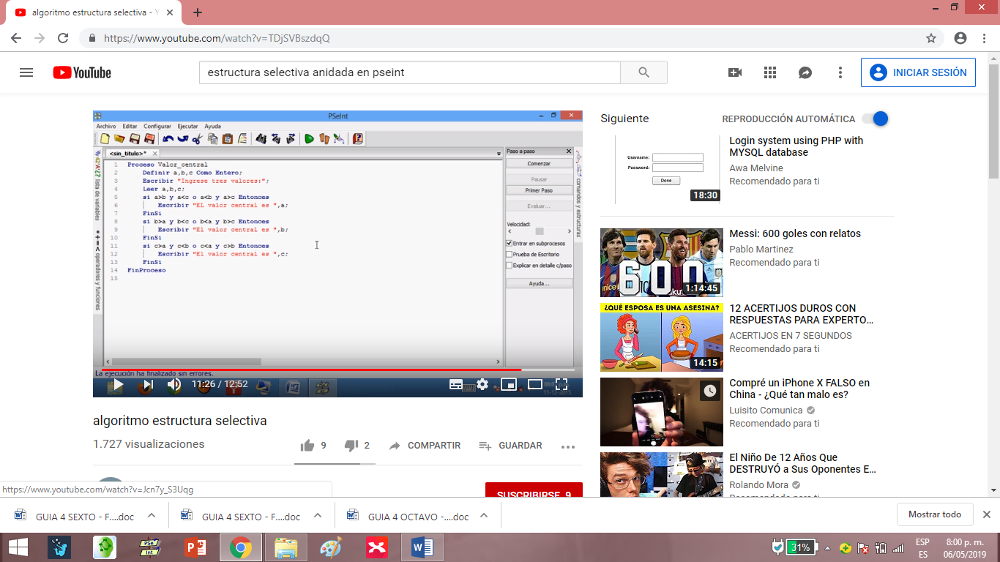 algoritmo estructura selectiva - Y
https://www.youtube.com/watch?v=TDjSVBszdqQ
YouTube
estructura selectiva anidada en pseint
INICIAR SESIÓN
PSeInt
Archivo Editar Configurar Ejecutar Ayuda
<sin_titulo>*
lista de variables
operadores y funciones
1 Proceso Valor_central
2 Definir a,b,c Como Entero;
3 Escribir "Ingrese tres valores:";
4 Leer a,b,c;
5 si a>b y a<c o a<b y a>c Entonces
6 Escribir "EL valor central es ",a;
7 FinSi
8 si b>a y b<c o b<a y b>c Entonces
9 Escribir "El valor central es ",b;
10 FinSi
11 si c>a y c<b o c<a y c>b Entonces
12 Escribir "El valor central es ",c;
13 FinSi
14 FinProceso
15
Paso a paso
Comenzar
Pausar
Primer Paso
Evaluar...
Velocidad:
Entrar en subprocesos
Prueba de Escritorio
Explicar en detalle c/paso
Ayuda...
comandos y estructuras
La ejecución ha finalizado sin errores.
11:26 / 12:52
11-12-2015
algoritmo estructura selectiva
1.727 visualizaciones
9
2
COMPARTIR
GUARDAR
SUSCRIBIRSE 9
https://www.youtube.com/watch?v=Jcn7y_S3Uqg
Siguiente
REPRODUCCIÓN AUTOMÁTICA
Username:
Password:
Done
18:30
Login system using PHP with
MYSQL database
Awa Melvine
Recomendado para ti
600
1:14:45
Messi: 600 goles con relatos
Pablo Martinez
Recomendado para ti
¿QUÉ ESPOSA ES UNA ASESINA?
14:15
12 ACERTIJOS DUROS CON
RESPUESTAS PARA EXPERTO...
ACERTIJOS EN 7 SEGUNDOS
Recomendado para ti
Compré un iPhone X FALSO en
China - ¿Qué tan malo es?
Luisito Comunica
Recomendado para ti
El Niño De 12 Años Que
DESTRUYÓ a Sus Oponentes E...
Rolando Mora
Recomendado para ti
GUIA 4 SEXTO - F....doc
GUIA 4 SEXTO - F....doc
GUIA 4 OCTAVO -....doc
Mostrar todo
PSe
Int
31%
ESP
ES
8:00 p. m.
06/05/2019